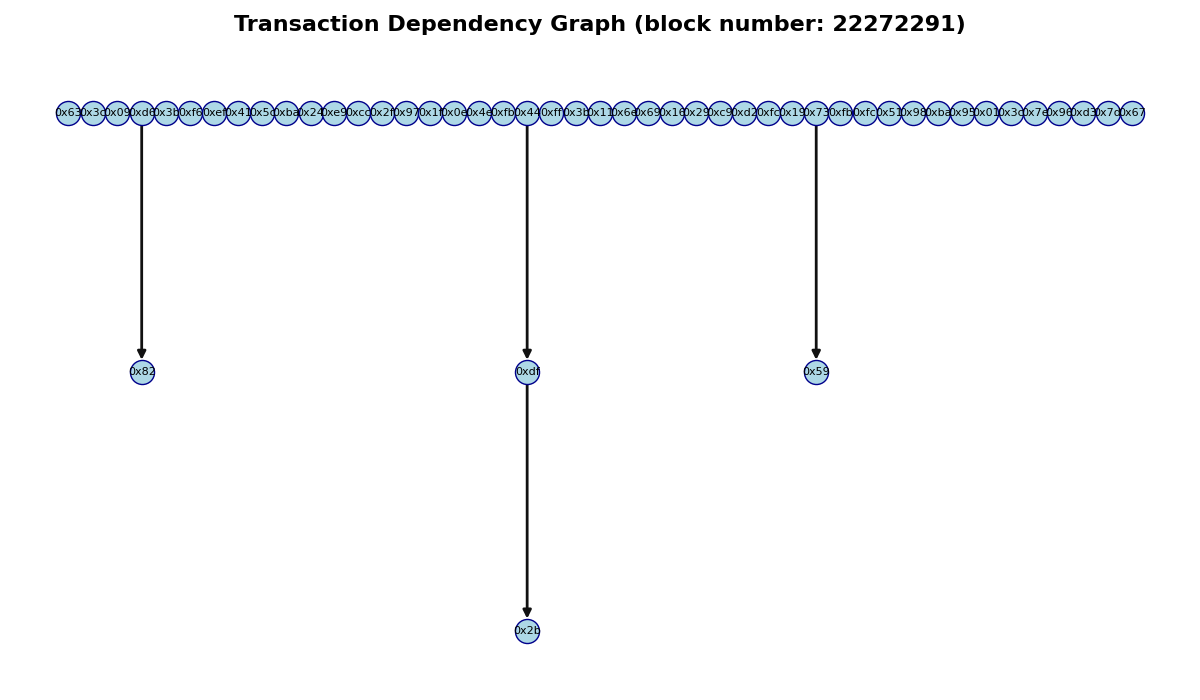 Transaction Dependency Graph (block number: 22272291)
0x63 0x3c 0x09 0xd6 0x3b 0xf6 0xef 0x41 0x5c 0xba 0x24 0xe9 0xcc 0x2f 0x97 0x1f 0x0e 0x4e 0xfb 0x44 0xff 0x3b 0x11 0x6e 0x69 0x16 0x29 0xc9 0xd2 0xfc 0x19 0x73 0xfb 0xfc 0x51 0x98 0xba 0x95 0x01 0x3c 0x7e 0x96 0xd3 0x7c 0x67
0x82 0xdf 0x59
0x2b